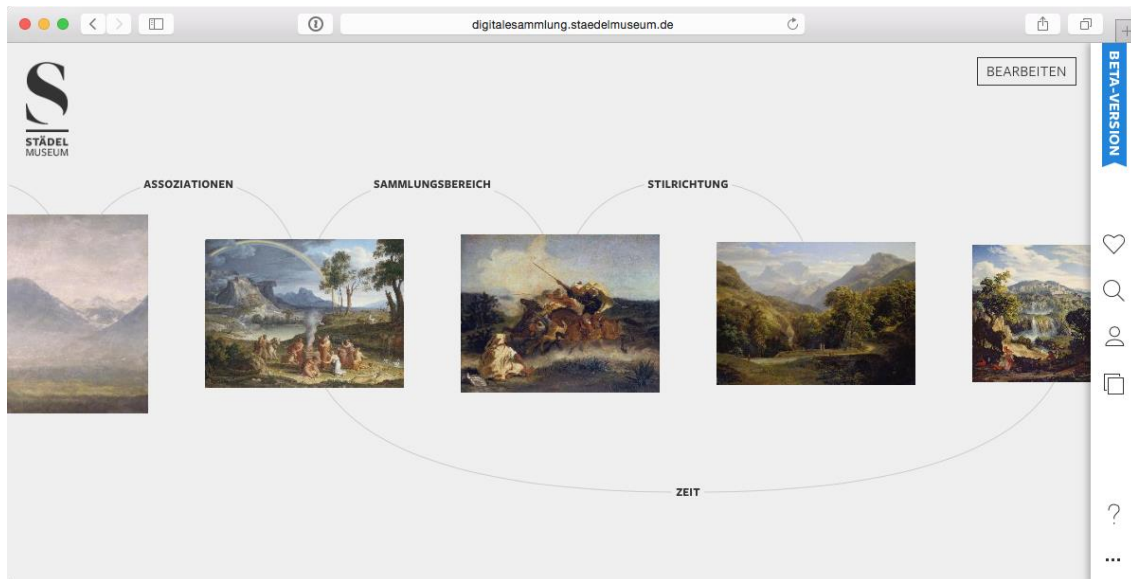 digitalesammlung.staedelmuseum.de
BEARBEITEN
BETA-VERSION
S
STÄDEL
MUSEUM
ASSOZIATIONEN
SAMMLUNGSBEREICH
STILRICHTUNG
ZEIT
?
...